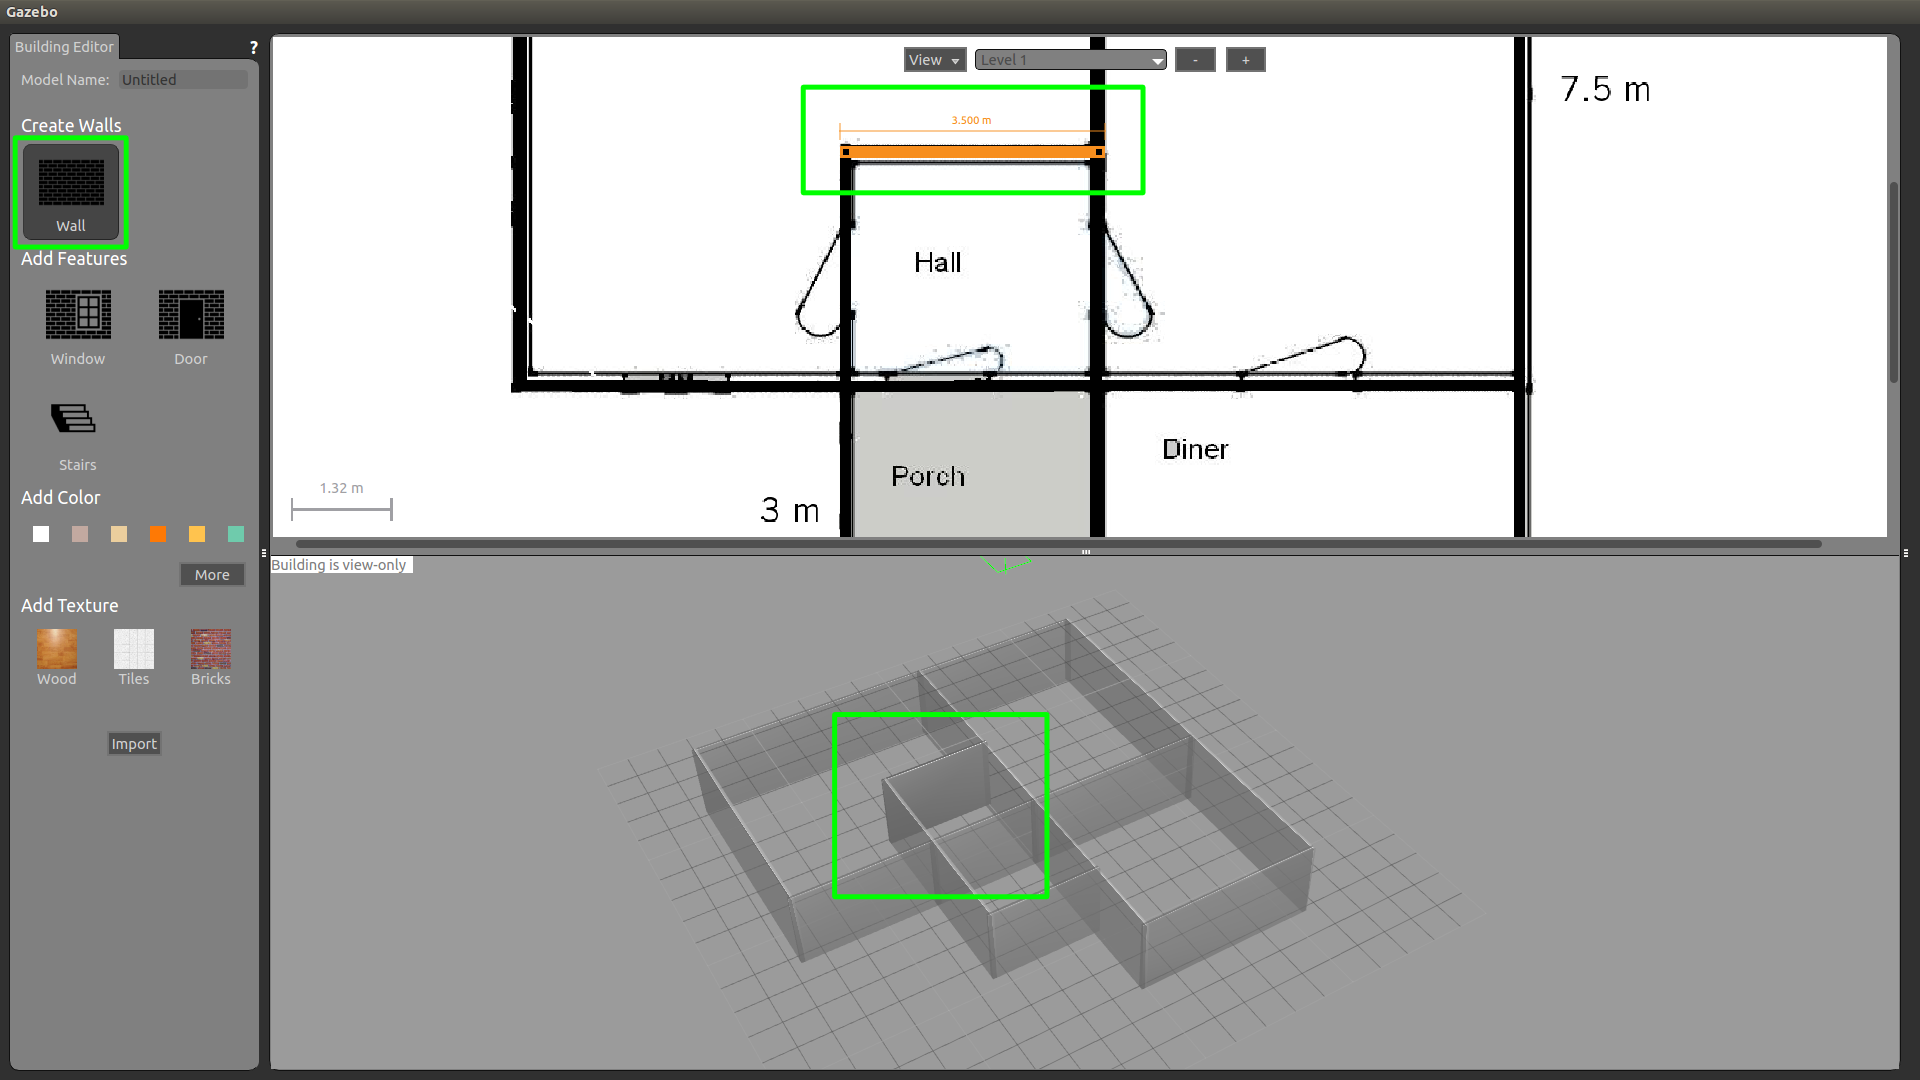 Gazebo
Building Editor
?
Model Name: Untitled
Create Walls
Wall
Add Features
Window Door
Stairs
Add Color
More
Add Texture
Wood Tiles Bricks
Import
View Level 1 - +
7.5 m
3.500 m
Hall
Diner
Porch
1.32 m
3 m
Building is view-only